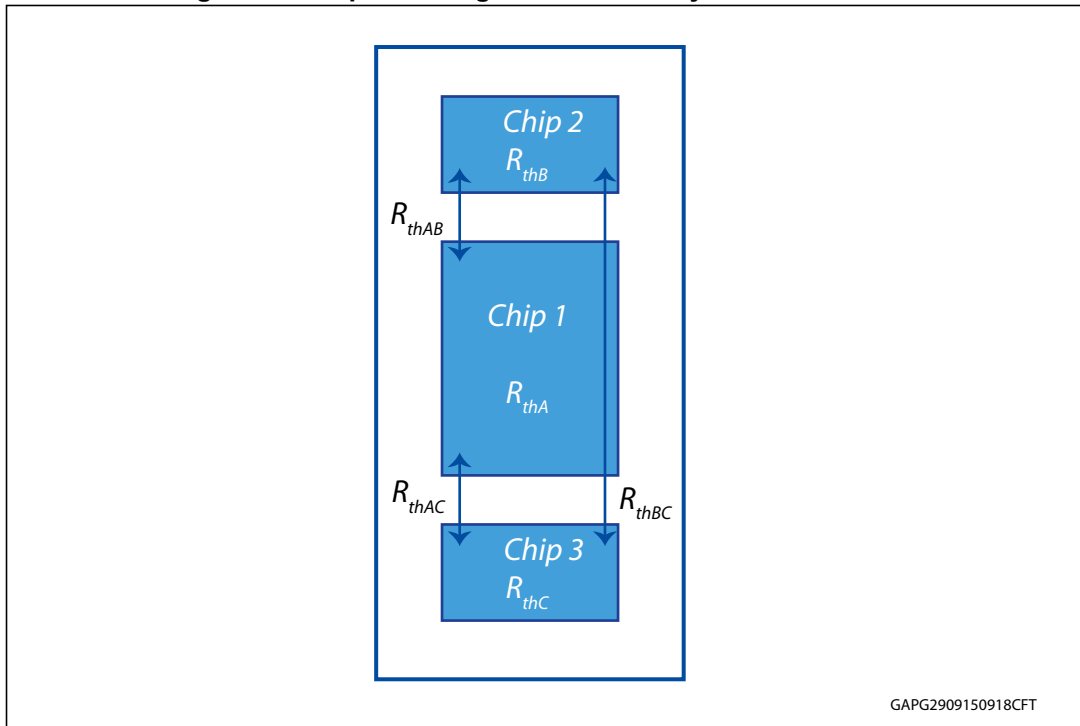 Chip 2
R_thB
R_thAB
Chip 1
R_thA
R_thAC
R_thBC
Chip 3
R_thC
GAPG2909150918CFT